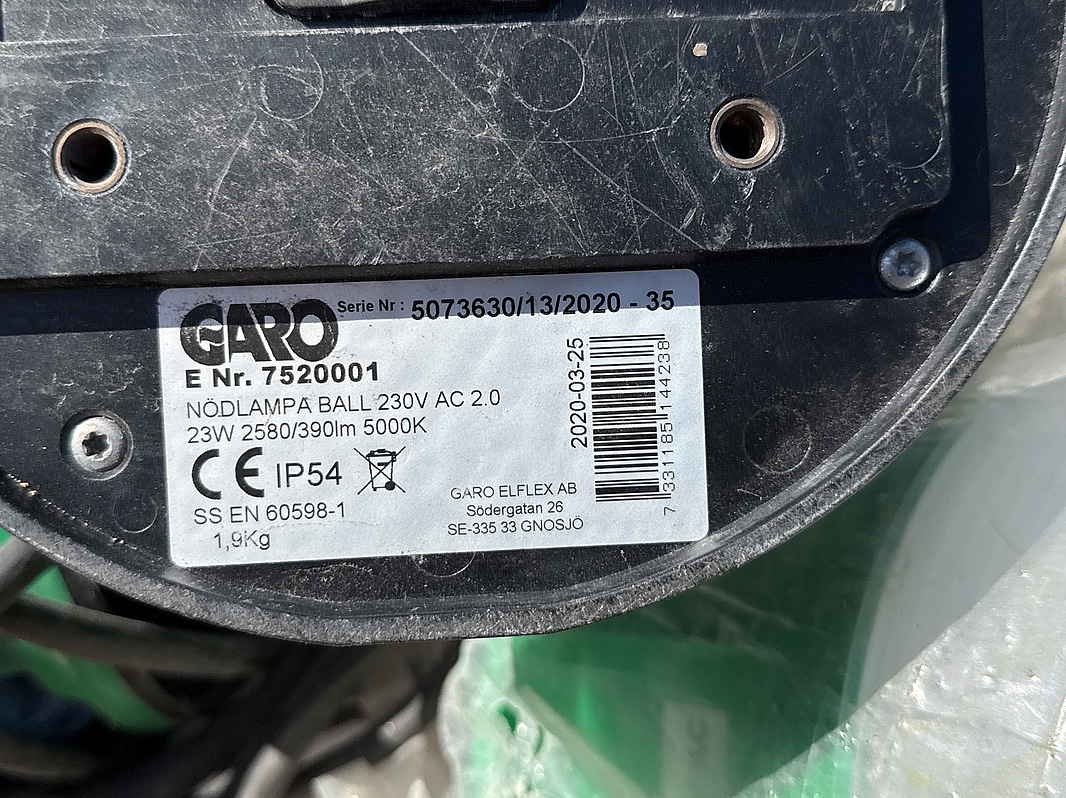 GARO
Serie Nr : 5073630/13/2020 - 35
E Nr. 7520001
NÖDLAMPA BALL 230V AC 2.0
23W 2580/390lm 5000K
CE IP54
SS EN 60598-1
1,9Kg
GARO ELFLEX AB
Södergatan 26
SE-335 33 GNOSJÖ
2020-03-25
7 331185 144238